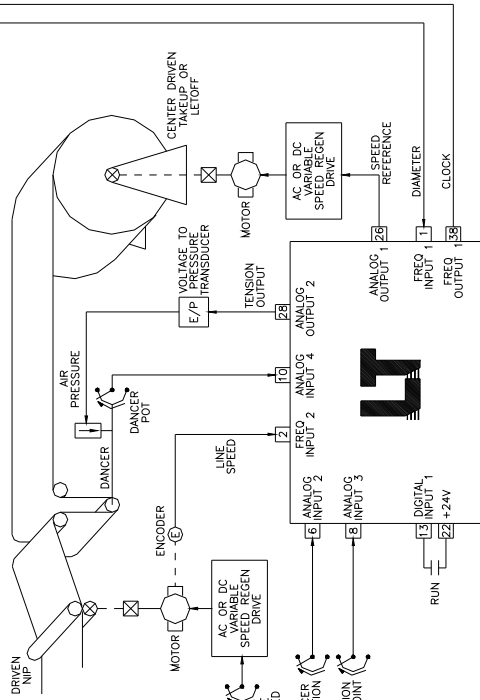 CENTER DRIVEN
TAKEUP OR
LETOFF
MOTOR
AC OR DC
VARIABLE
SPEED REGEN
DRIVE
SPEED
REFERENCE
DIAMETER
CLOCK
26
1
38
ANALOG
OUTPUT 1
FREQ
INPUT 1
FREQ
OUTPUT 1
VOLTAGE TO
PRESSURE
TRANSDUCER
E/P
TENSION
OUTPUT
28
ANALOG
OUTPUT 2
AIR
PRESSURE
DANCER
POT
DANCER
10
ANALOG
INPUT 4
LINE
SPEED
2
FREQ
INPUT 2
ENCODER
E
MOTOR
AC OR DC
VARIABLE
SPEED REGEN
DRIVE
DRIVEN
NIP
6
ANALOG
INPUT 2
8
ANALOG
INPUT 3
13
DIGITAL
INPUT 1
22
+24V
RUN